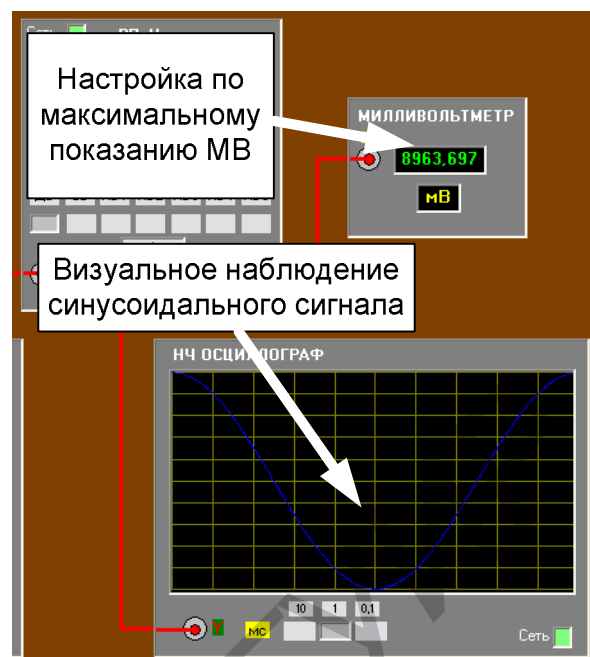 Сеть
Настройка по
максимальному
показанию МВ
МИЛЛИВОЛЬТМЕТР
8963,697
мВ
Визуальное наблюдение
синусоидального сигнала
НЧ ОСЦИЛЛОГРАФ
10 1 0,1
Y мс
Сеть